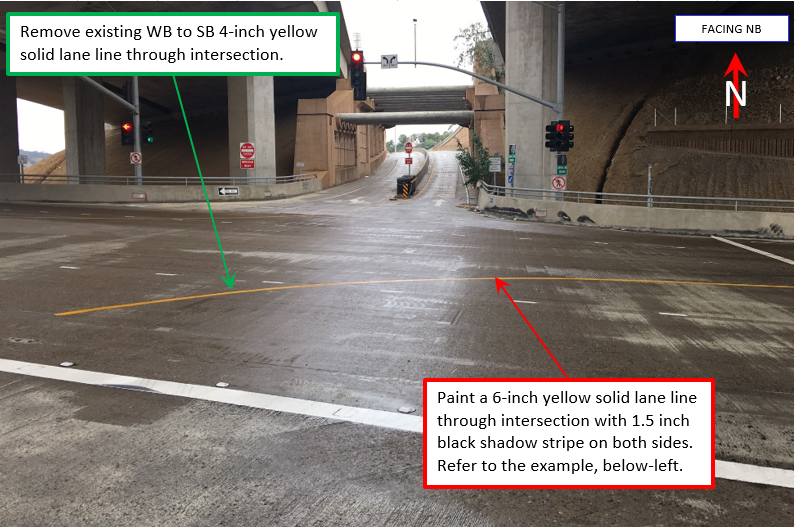 Remove existing WB to SB 4-inch yellow
solid lane line through intersection.
FACING NB
N
Paint a 6-inch yellow solid lane line
through intersection with 1.5 inch
black shadow stripe on both sides.
Refer to the example, below-left.